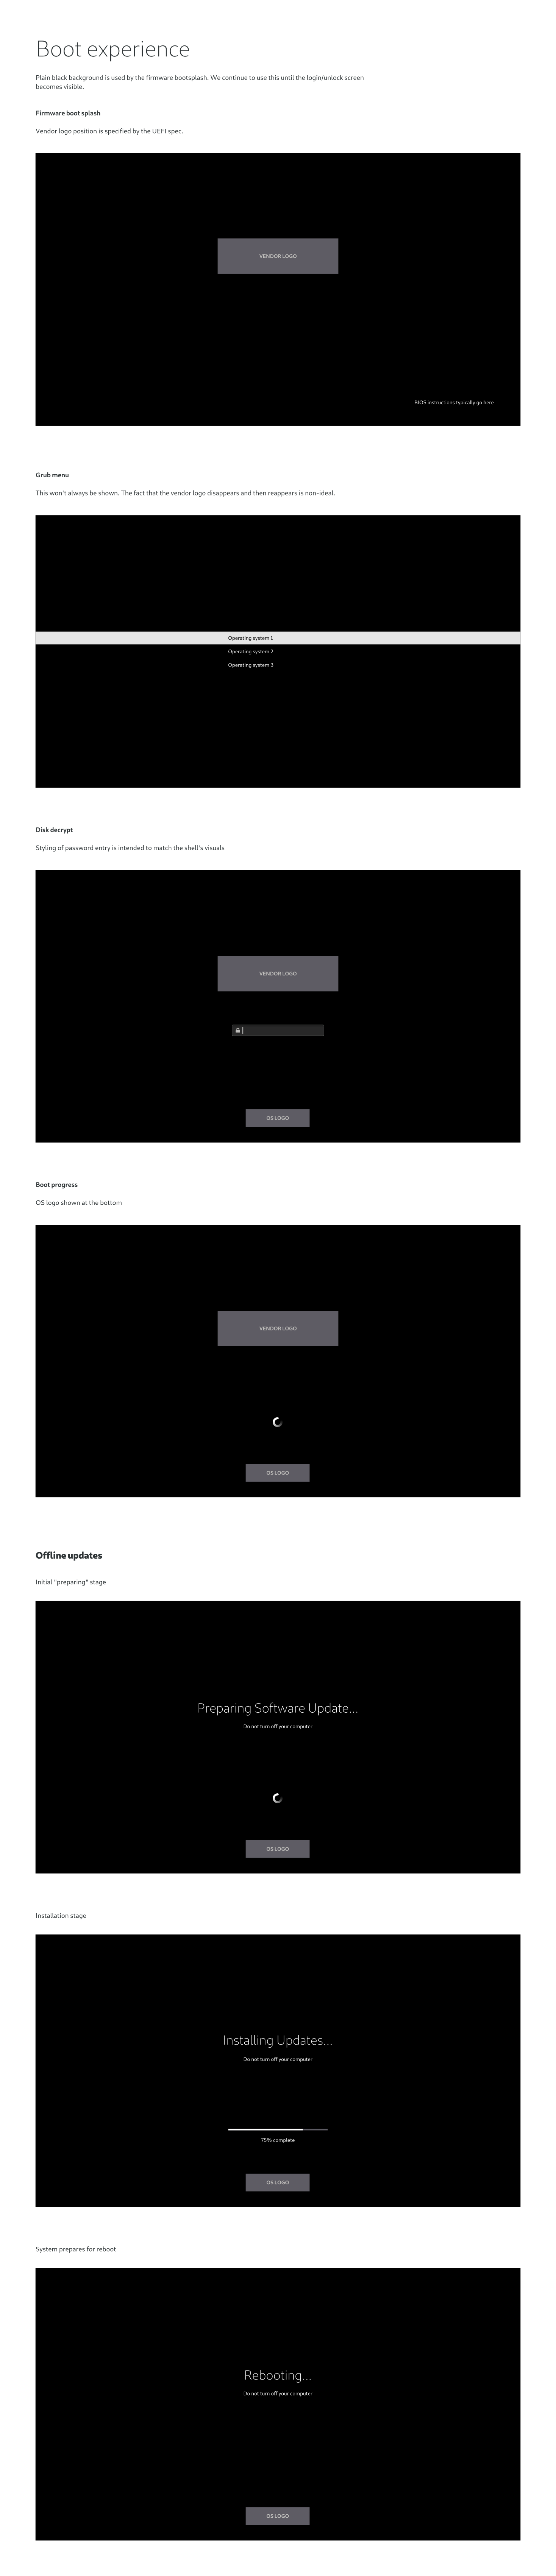 Boot experience
Plain black background is used by the firmware bootsplash. We continue to use this until the login/unlock screen
becomes visible.
Firmware boot splash
Vendor logo position is specified by the UEFI spec.
VENDOR LOGO
BIOS instructions typically go here
Grub menu
This won't always be shown. The fact that the vendor logo disappears and then reappears is non-ideal.
Operating system 1
Operating system 2
Operating system 3
Disk decrypt
Styling of password entry is intended to match the shell's visuals
VENDOR LOGO
OS LOGO
Boot progress
OS logo shown at the bottom
VENDOR LOGO
OS LOGO
Offline updates
Initial "preparing" stage
Preparing Software Update...
Do not turn off your computer
OS LOGO
Installation stage
Installing Updates...
Do not turn off your computer
75% complete
OS LOGO
System prepares for reboot
Rebooting...
Do not turn off your computer
OS LOGO